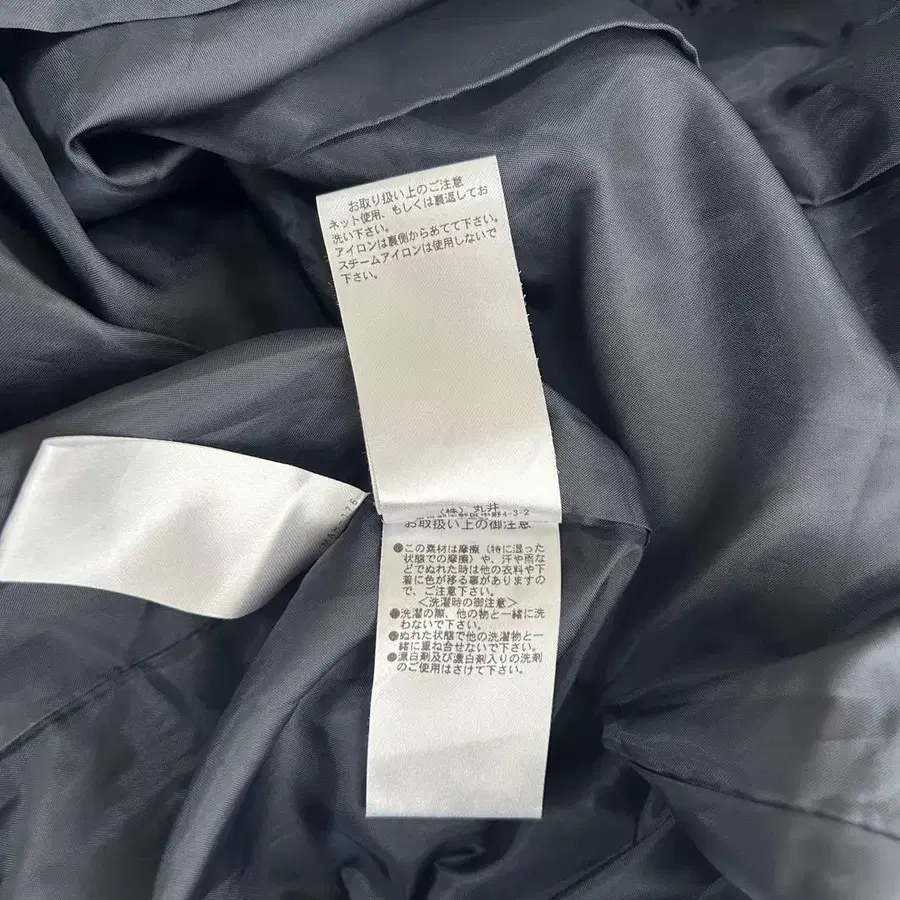 お取り扱い上のご注意
ネット使用、もしくは裏返してお
洗い下さい。
アイロンは裏側からあてて下さい。
スチームアイロンは使用しないで
下さい。
(株) 丸井
4-3-2
お取扱い上の御注意
●この素材は摩擦（特に湿った
状態での摩擦）や、汗や雨な
どでぬれた時は他の衣料や下
着に色が移る事がありますの
で、ご注意下さい。
<洗濯時の御注意>
●洗濯の際、他の物と一緒に洗
わないで下さい。
●ぬれた状態で他の洗濯物と一
緒に重ね合せないで下さい。
●漂白剤及び漂白剤入りの洗剤
のご使用はさけて下さい。